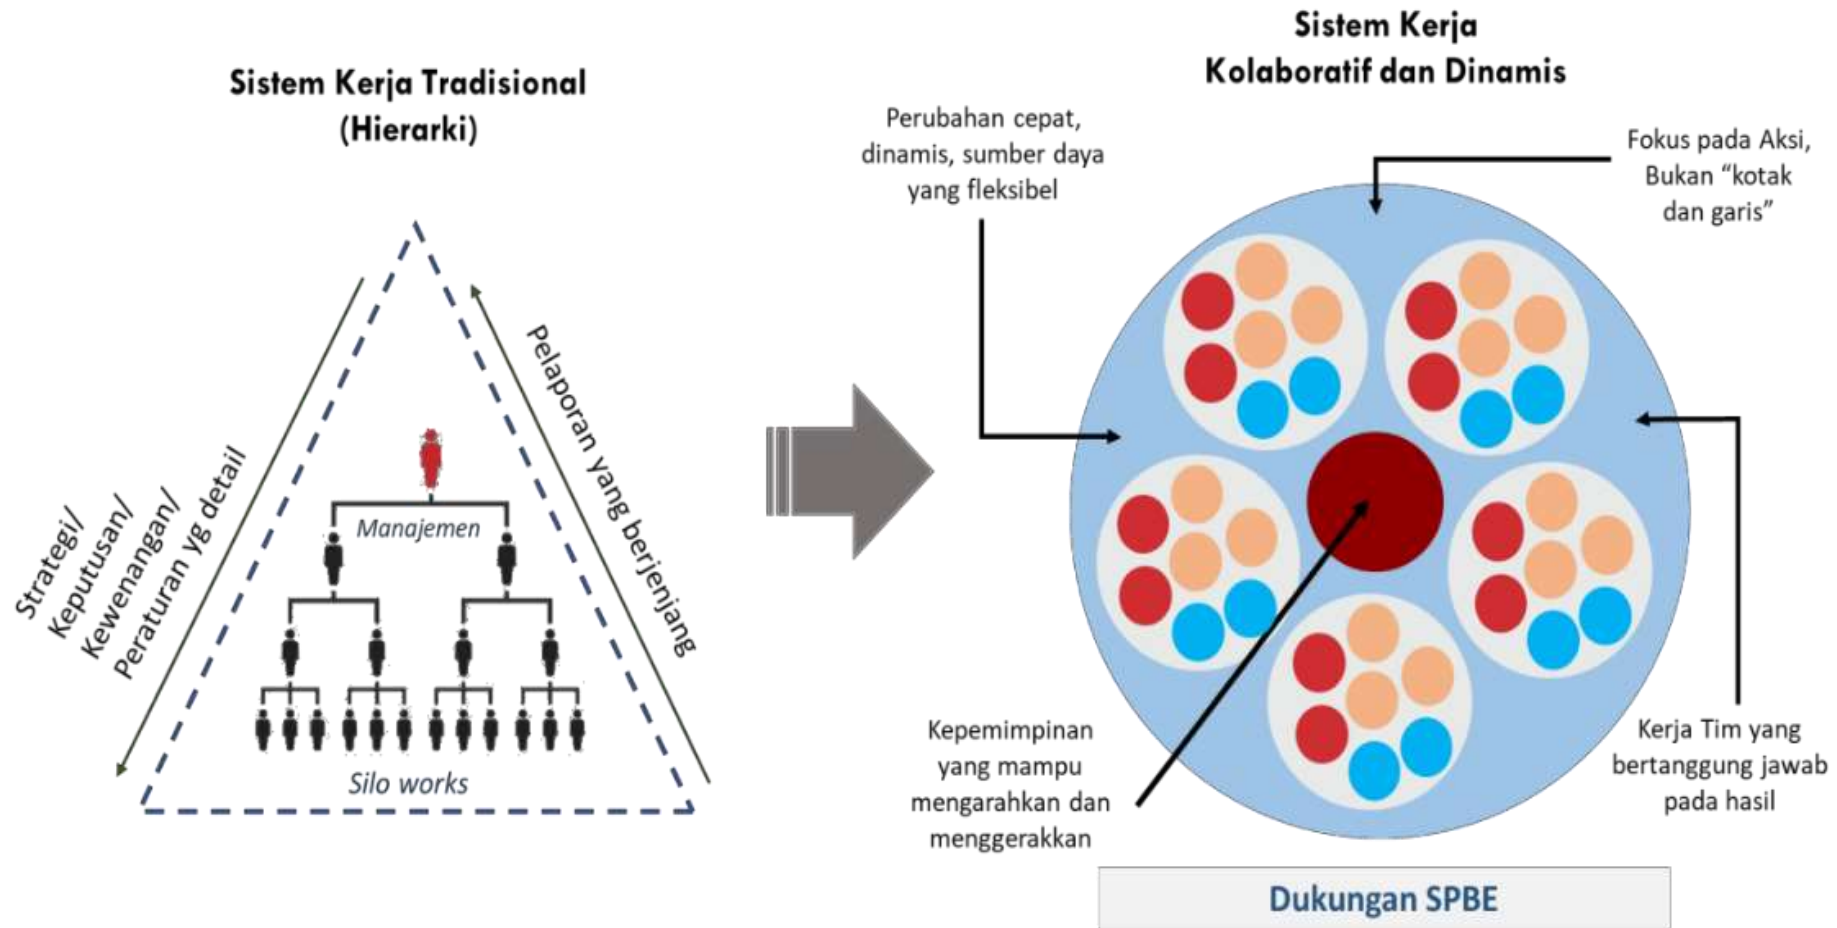 Sistem Kerja Tradisional
(Hierarki)
Strategi/
Keputusan/
Kewenangan/
Peraturan yg detail
Pelaporan yang berjenjang
Manajemen
Silo works
Sistem Kerja
Kolaboratif dan Dinamis
Perubahan cepat,
dinamis, sumber daya
yang fleksibel
Fokus pada Aksi,
Bukan “kotak
dan garis”
Kepemimpinan
yang mampu
mengarahkan dan
menggerakkan
Kerja Tim yang
bertanggung jawab
pada hasil
Dukungan SPBE